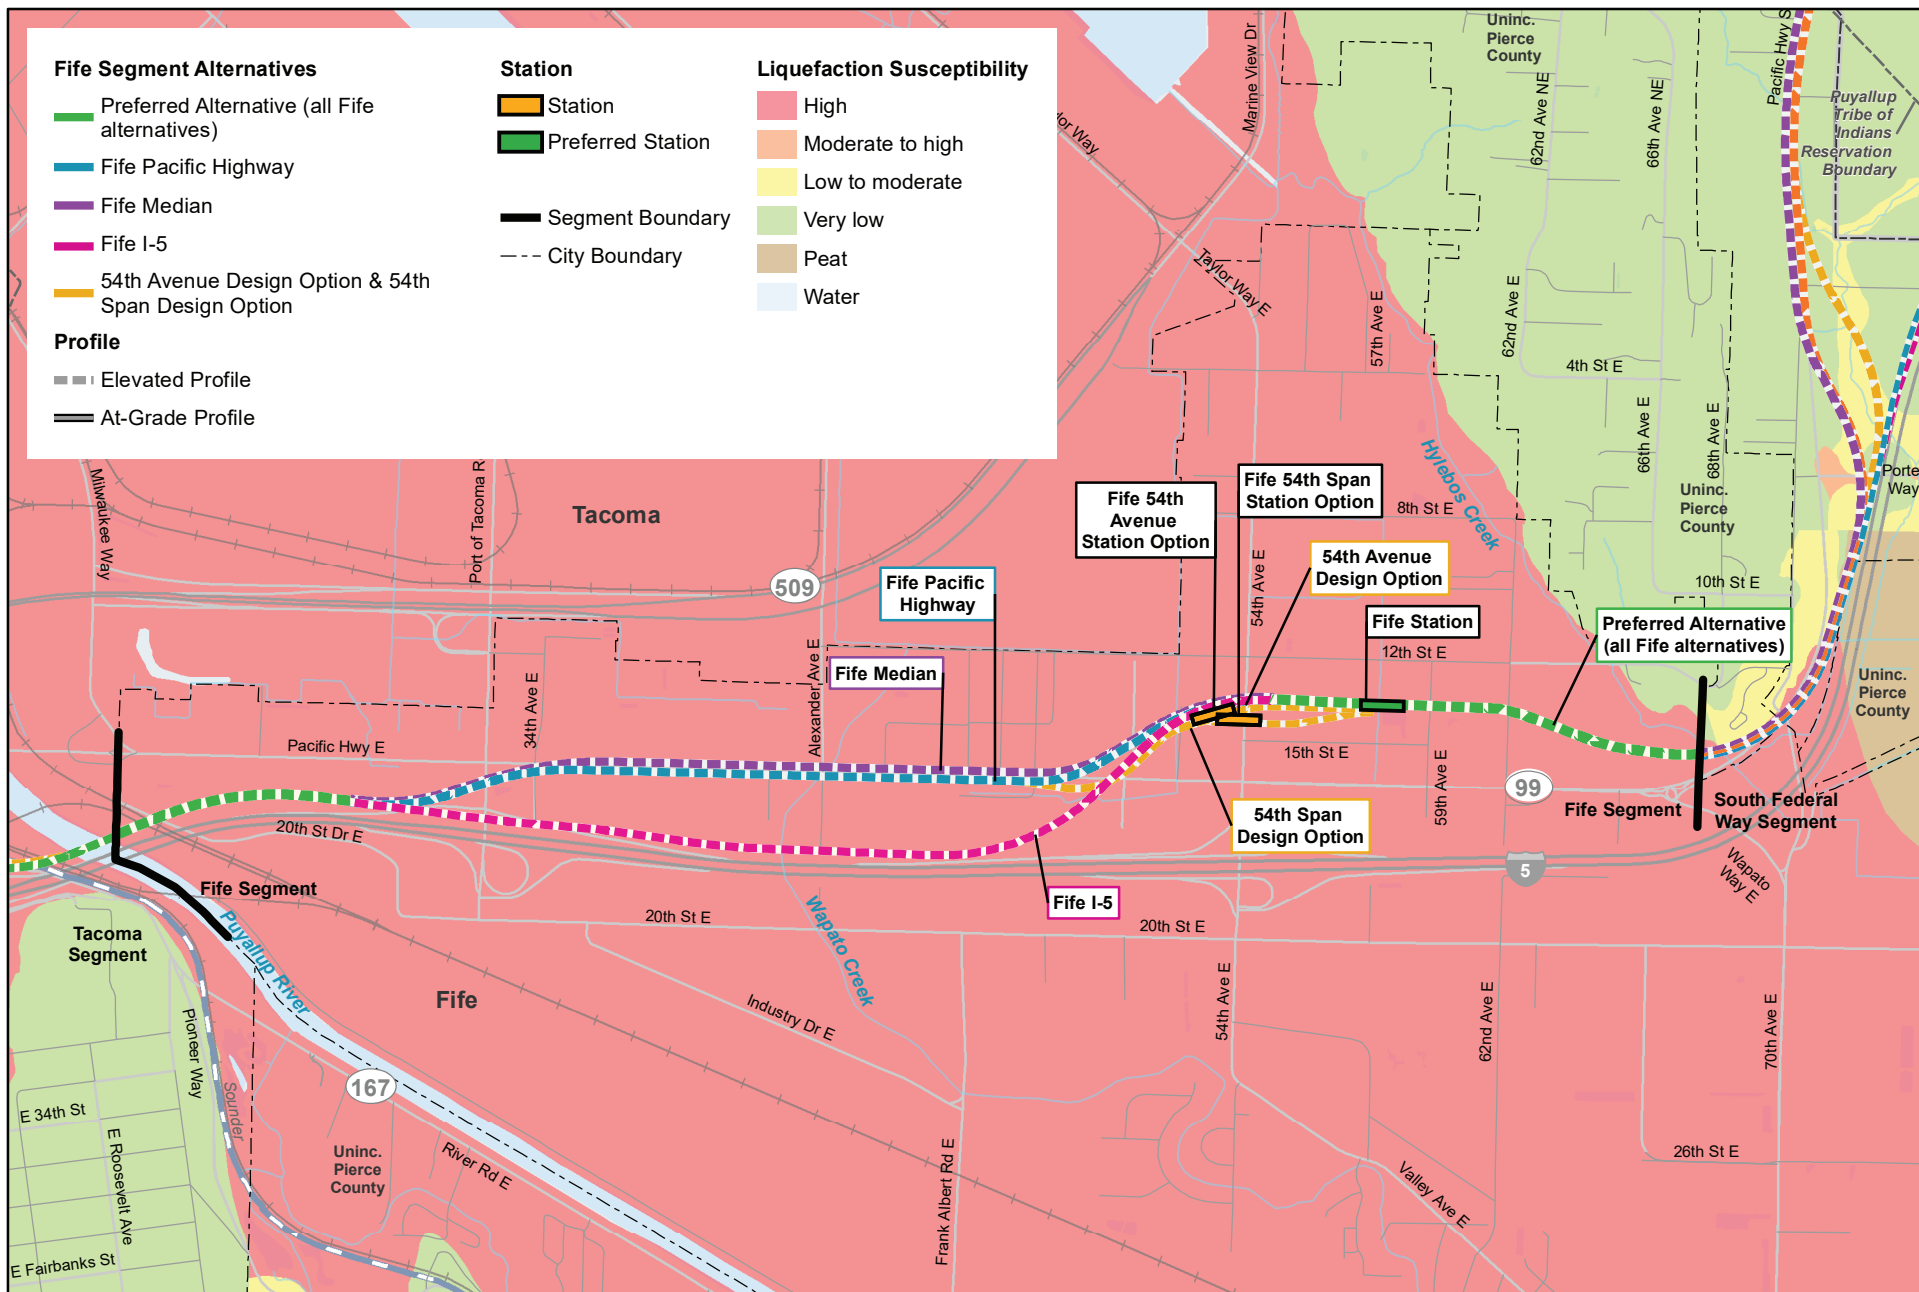 Fife Segment Alternatives
Preferred Alternative (all Fife
alternatives)
Fife Pacific Highway
Fife Median
Fife I-5
54th Avenue Design Option & 54th
Span Design Option
Profile
Elevated Profile
At-Grade Profile
Station
Station
Preferred Station
Segment Boundary
City Boundary
Liquefaction Susceptibility
High
Moderate to high
Low to moderate
Very low
Peat
Water
Uninc.
Pierce
County
Marine View Dr
62nd Ave NE
66th Ave NE
Pacific Hwy S
Puyallup
Tribe of
Indians
Reservation
Boundary
lor Way
Taylor Way E
57th Ave E
62nd Ave E
4th St E
66th Ave E
68th Ave E
Hylebos Creek
Uninc.
Pierce
County
Porte
Way
Milwaukee Way
Port of Tacoma R
Tacoma
509
Fife 54th
Avenue
Station Option
Fife 54th Span
Station Option
8th St E
54th Ave E
54th Avenue
Design Option
Fife Pacific
Highway
Fife Station
10th St E
Preferred Alternative
(all Fife alternatives)
12th St E
Fife Median
Alexander Ave E
34th Ave E
Pacific Hwy E
15th St E
59th Ave E
99
Uninc.
Pierce
County
Fife Segment
South Federal
Way Segment
54th Span
Design Option
20th St Dr E
5
Wapato
Way E
Fife Segment
Fife I-5
20th St E
20th St E
Tacoma
Segment
Puyallup River
Wapato Creek
Fife
Industry Dr E
54th Ave E
62nd Ave E
70th Ave E
Pioneer Way
Sounder
167
E 34th St
E Roosevelt Ave
Uninc.
Pierce
County
River Rd E
Frank Albert Rd E
Valley Ave E
26th St E
E Fairbanks St